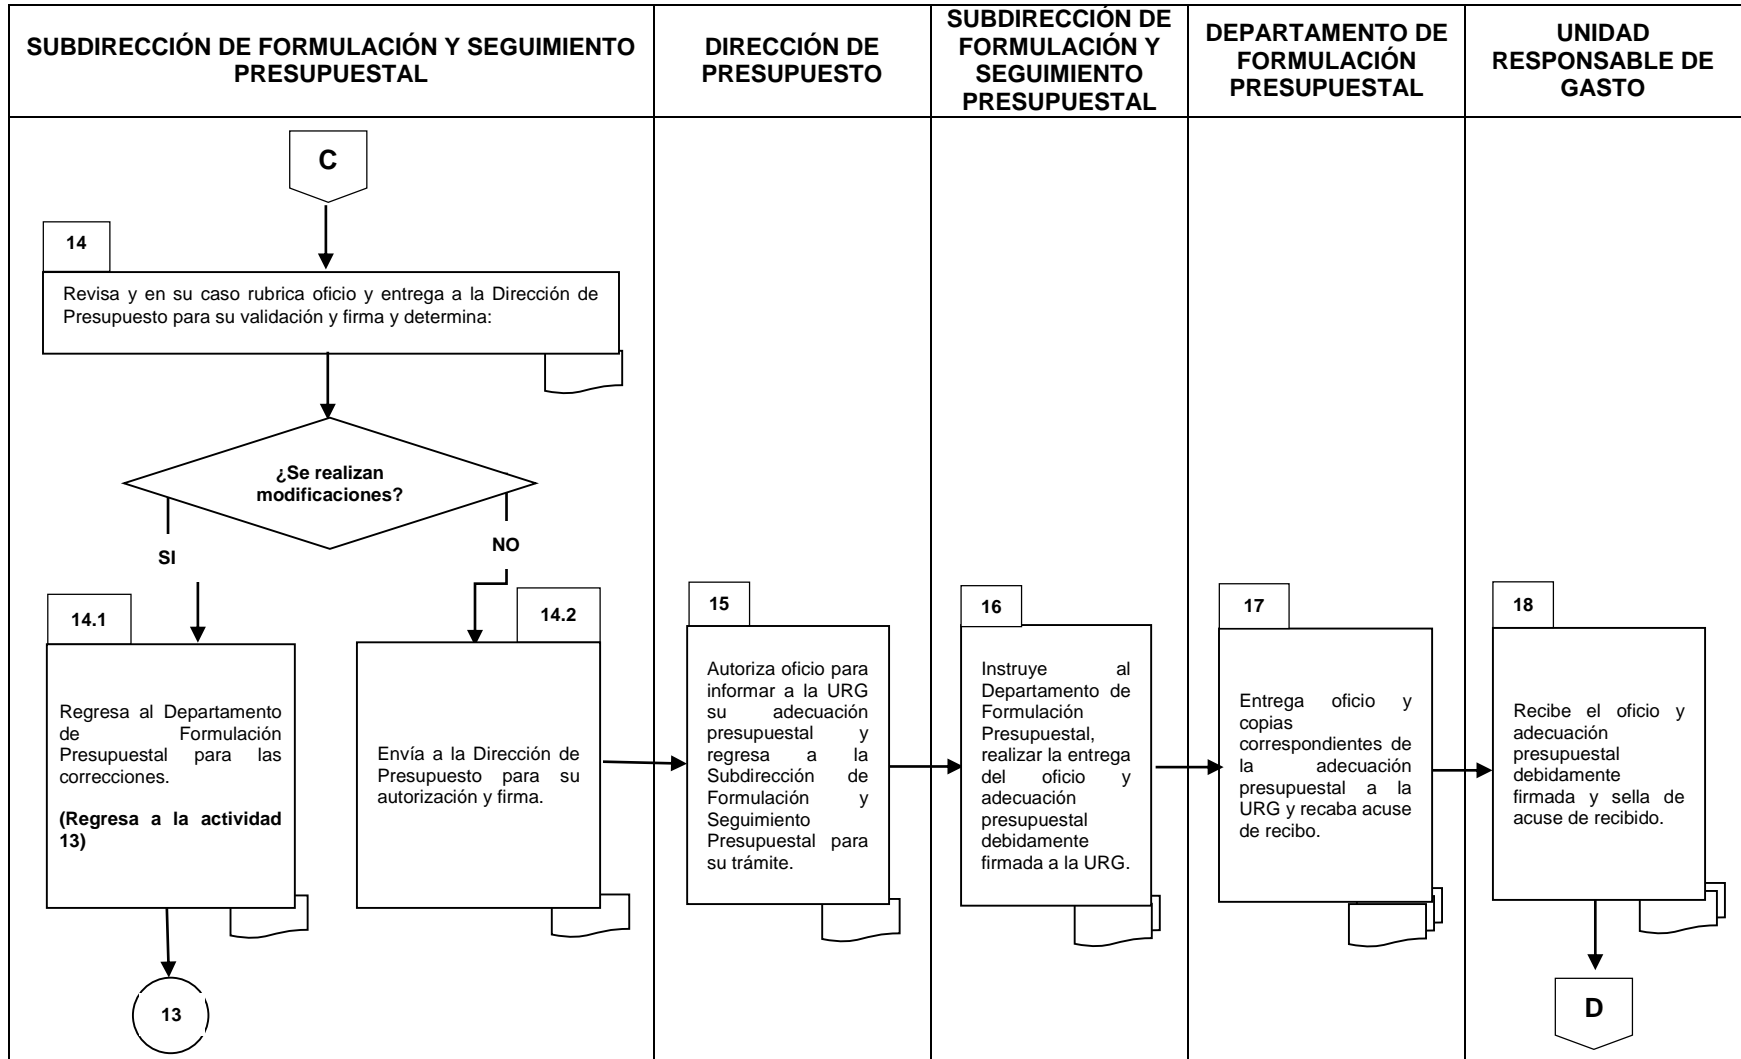 SUBDIRECCIÓN DE FORMULACIÓN Y SEGUIMIENTO
PRESUPUESTAL
DIRECCIÓN DE
PRESUPUESTO
SUBDIRECCIÓN DE
FORMULACIÓN Y
SEGUIMIENTO
PRESUPUESTAL
DEPARTAMENTO DE
FORMULACIÓN
PRESUPUESTAL
UNIDAD
RESPONSABLE DE
GASTO
C
14
Revisa y en su caso rubrica oficio y entrega a la Dirección de
Presupuesto para su validación y firma y determina:
¿Se realizan
modificaciones?
SI
NO
14.1
Regresa al Departamento
de Formulación
Presupuestal para las
correcciones.
(Regresa a la actividad
13)
13
14.2
Envía a la Dirección de
Presupuesto para su
autorización y firma.
15
Autoriza oficio para
informar a la URG
su adecuación
presupuestal y
regresa a la
Subdirección de
Formulación y
Seguimiento
Presupuestal para
su trámite.
16
Instruye al
Departamento de
Formulación
Presupuestal,
realizar la entrega
del oficio y
adecuación
presupuestal
debidamente
firmada a la URG.
17
Entrega oficio y
copias
correspondientes de
la adecuación
presupuestal a la
URG y recaba acuse
de recibo.
18
Recibe el oficio y
adecuación
presupuestal
debidamente
firmada y sella de
acuse de recibido.
D